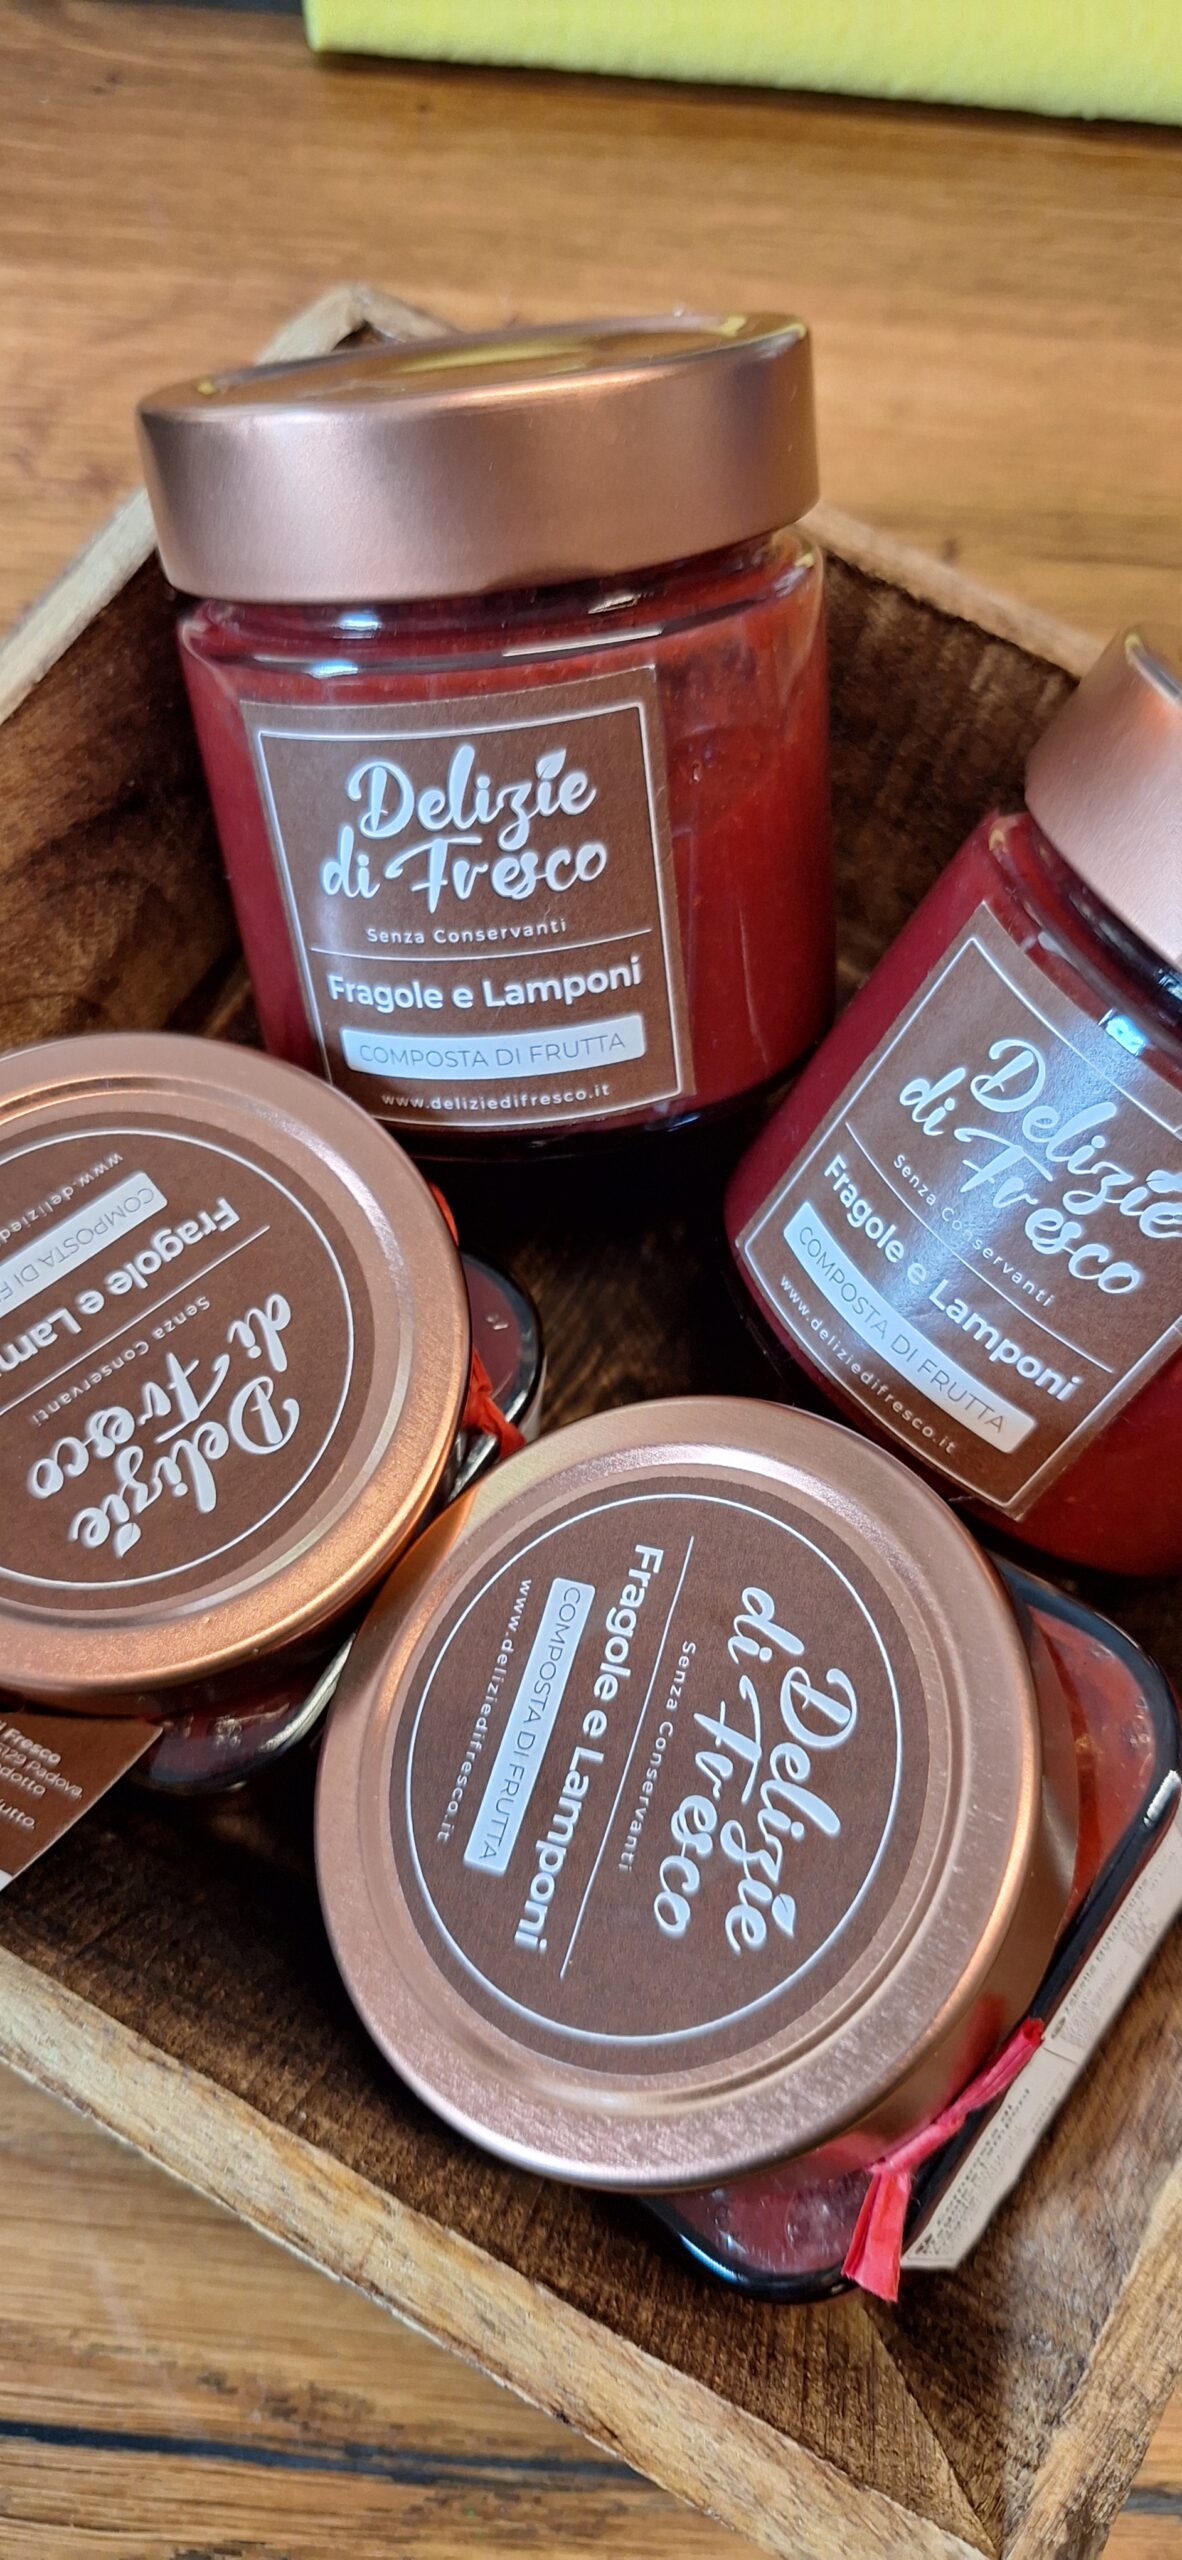 Delizie
di Fresco
Senza Conservanti
Fragole e Lamponi
COMPOSTA DI FRUTTA
www.deliziedifresco.it
Delizie
di Fresco
Senza Conservanti
Fragole e Lamponi
COMPOSTA DI FRUTTA
www.deliziedifresco.it
Delizie
di Fresco
Senza Conservanti
Fragole e Lam
COMPOSTA DI F
www.delizied
Delizie
di Fresco
Senza Conservanti
Fragole e Lamponi
COMPOSTA DI FRUTTA
www.deliziedifresco.it
Fresco
Padova